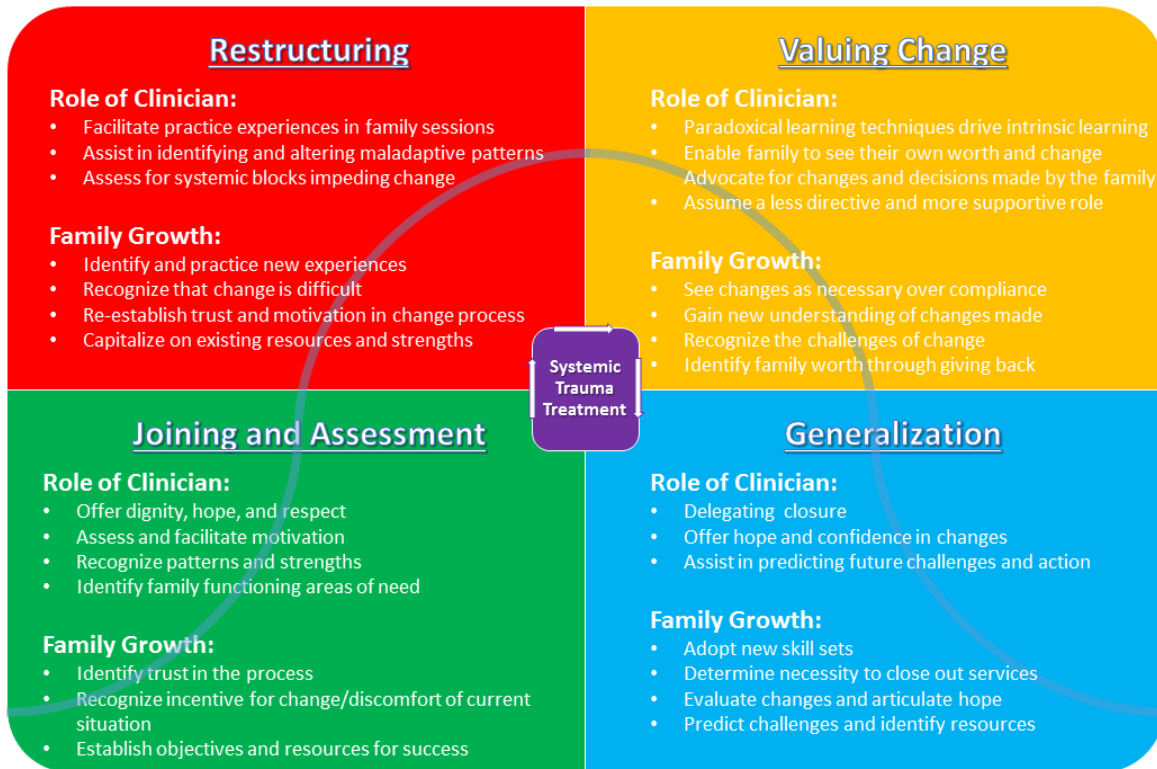 Restructuring
Role of Clinician:
• Facilitate practice experiences in family sessions
• Assist in identifying and altering maladaptive patterns
• Assess for systemic blocks impeding change
Family Growth:
• Identify and practice new experiences
• Recognize that change is difficult
• Re-establish trust and motivation in change process
• Capitalize on existing resources and strengths
Valuing Change
Role of Clinician:
• Paradoxical learning techniques drive intrinsic learning
• Enable family to see their own worth and change
Advocate for changes and decisions made by the family
• Assume a less directive and more supportive role
Family Growth:
• See changes as necessary over compliance
• Gain new understanding of changes made
• Recognize the challenges of change
• Identify family worth through giving back
Systemic
Trauma
Treatment
Joining and Assessment
Role of Clinician:
• Offer dignity, hope, and respect
• Assess and facilitate motivation
• Recognize patterns and strengths
• Identify family functioning areas of need
Family Growth:
• Identify trust in the process
• Recognize incentive for change/discomfort of current
situation
• Establish objectives and resources for success
Generalization
Role of Clinician:
• Delegating closure
• Offer hope and confidence in changes
• Assist in predicting future challenges and action
Family Growth:
• Adopt new skill sets
• Determine necessity to close out services
• Evaluate changes and articulate hope
• Predict challenges and identify resources